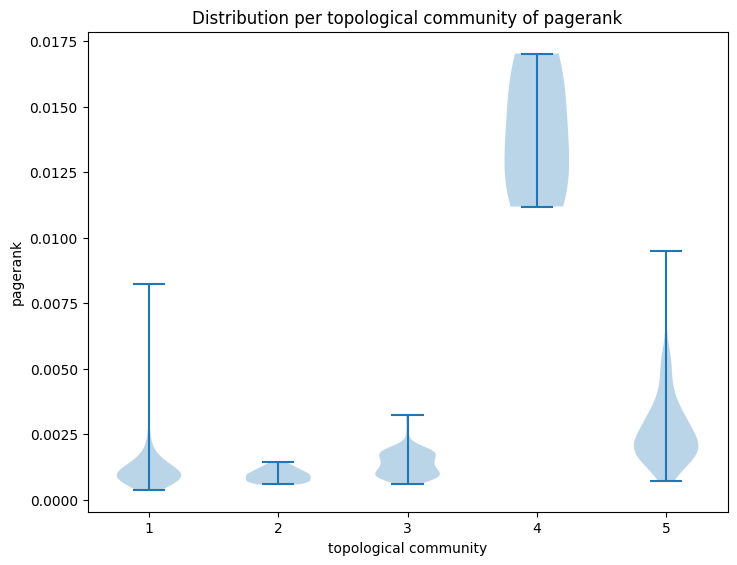 Distribution per topological community of pagerank
0.0175
0.0150
0.0125
0.0100
0.0075
0.0050
0.0025
0.0000
pagerank
1 2 3 4 5
topological community